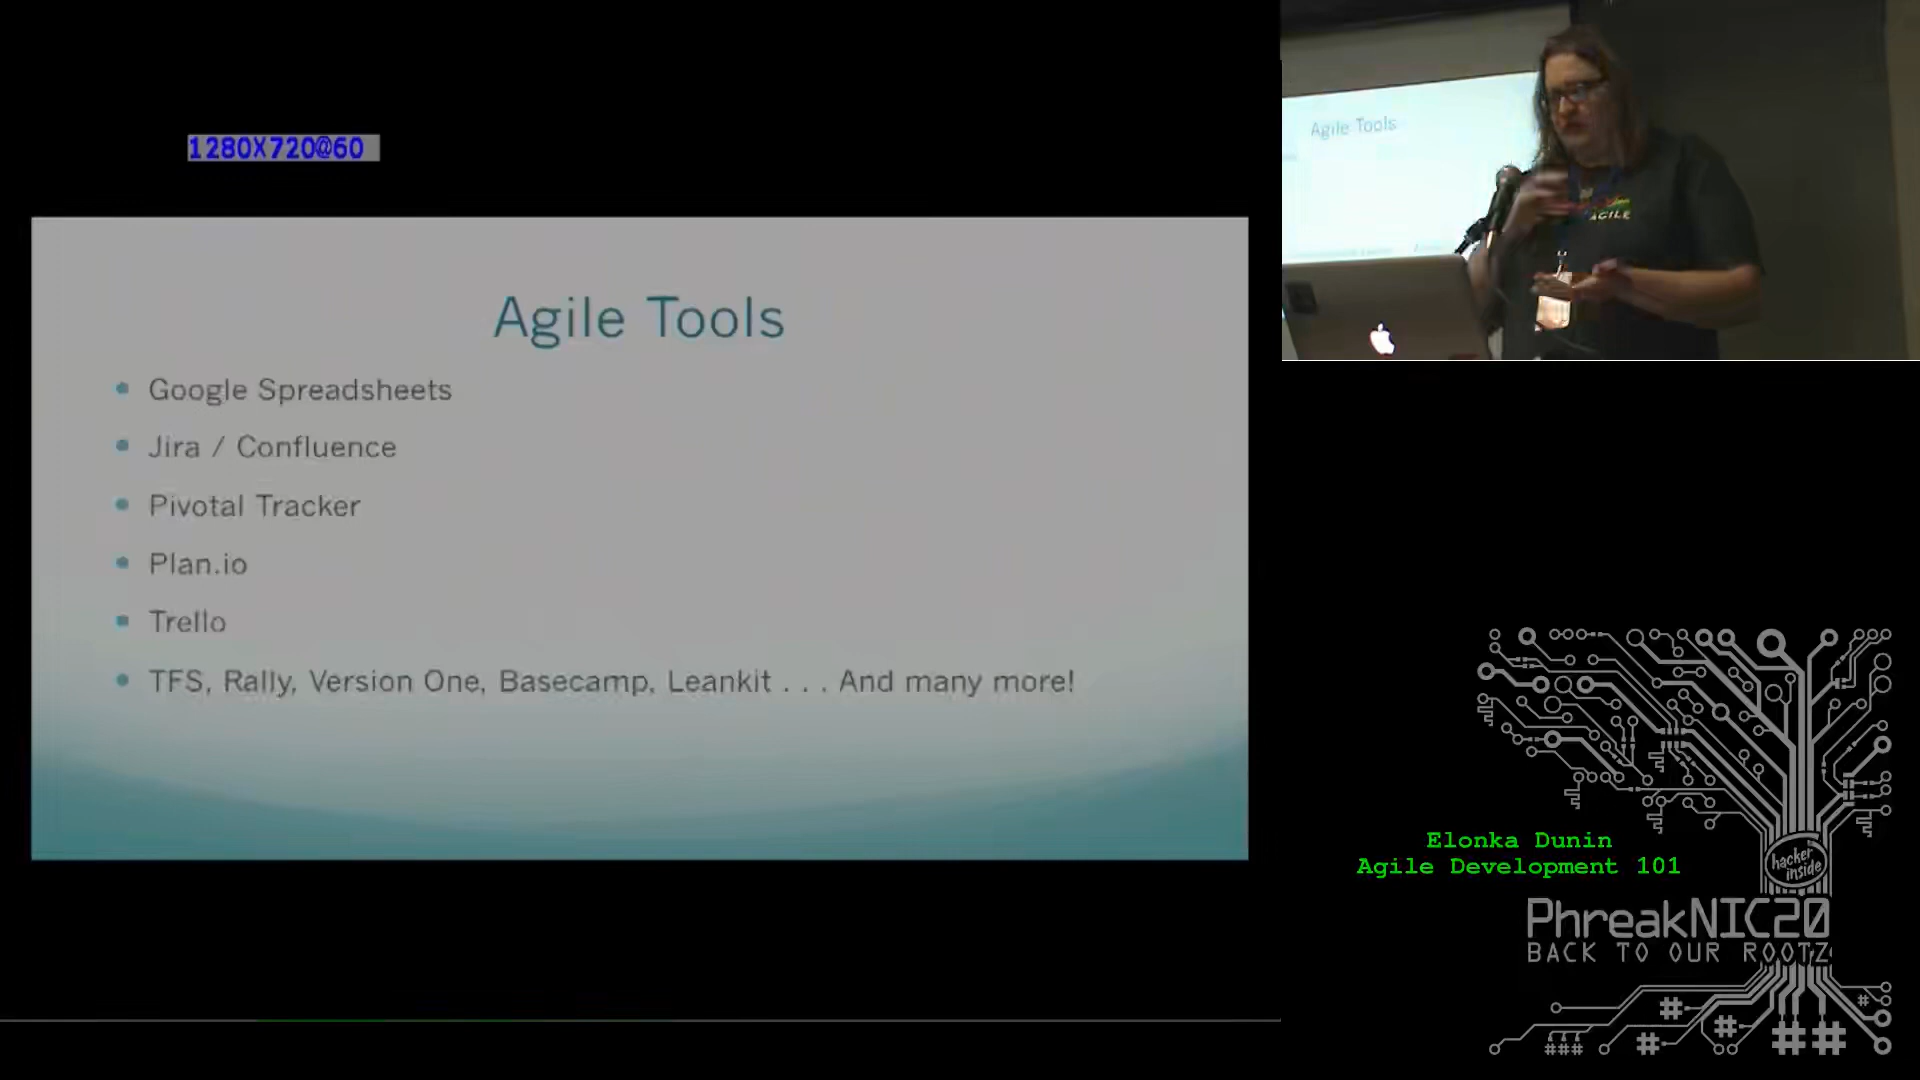 1280X720@60
Agile Tools
Google Spreadsheets
Jira / Confluence
Pivotal Tracker
Plan.io
Trello
TFS, Rally, Version One, Basecamp, Leankit . . . And many more!
Agile Tools
AGILE
Elonka Dunin
Agile Development 101
hacker
inside
PhreakNIC20
BACK TO OUR ROOTZ